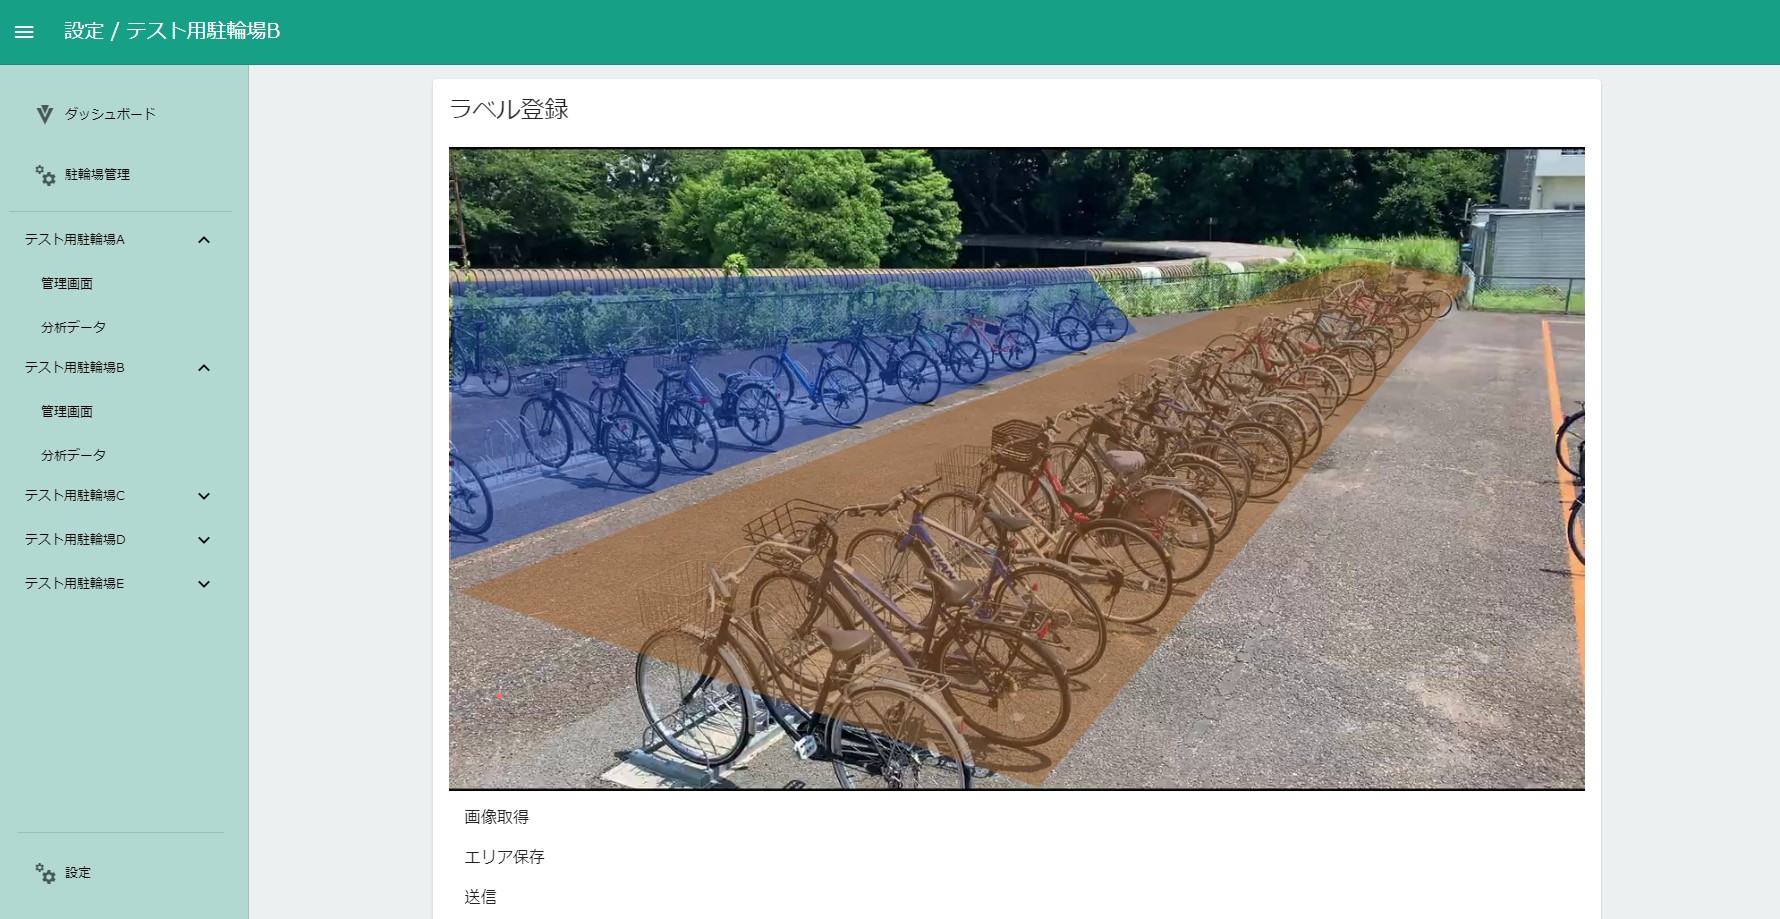 設定 / テスト用駐輪場B
ダッシュボード
駐輪場管理
テスト用駐輪場A
管理画面
分析データ
テスト用駐輪場B
管理画面
分析データ
テスト用駐輪場C
テスト用駐輪場D
テスト用駐輪場E
設定
ラベル登録
画像取得
エリア保存
送信